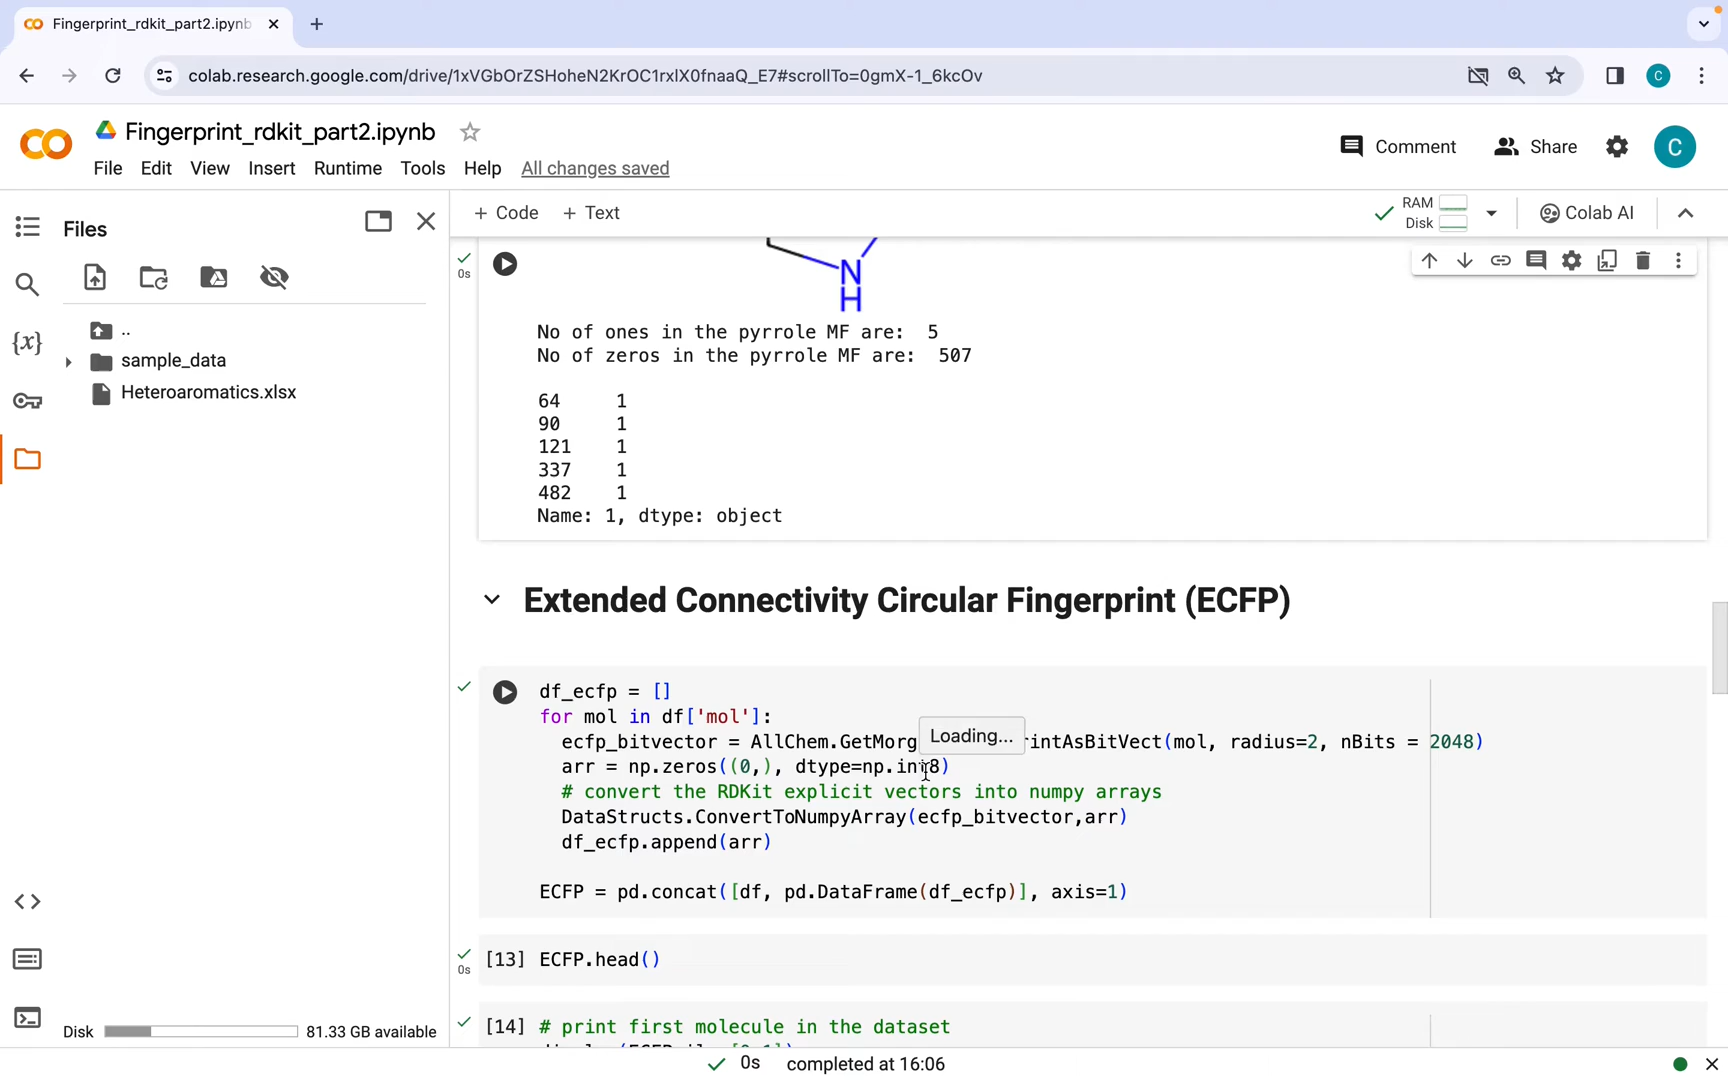 Fingerprint_rdkit_part2.ipynb
colab.research.google.com/drive/1xVGbOrZSHoheN2KrOC1rxlX0fnaaQ_E7#scrollTo=0gmX-1_6kcOv
C
Fingerprint_rdkit_part2.ipynb
Comment
Share
C
File Edit View Insert Runtime Tools Help All changes saved
Files
+ Code + Text
RAM
Disk
Colab AI
..
sample_data
Heteroaromatics.xlsx
{x}
0s
N
H
No of ones in the pyrrole MF are: 5
No of zeros in the pyrrole MF are: 507
64 1
90 1
121 1
337 1
482 1
Name: 1, dtype: object
Extended Connectivity Circular Fingerprint (ECFP)
df_ecfp = []
for mol in df['mol']:
Loading...
ecfp_bitvector = AllChem.GetMorg rintAsBitVect(mol, radius=2, nBits = 2048)
arr = np.zeros((0,), dtype=np.int8)
# convert the RDKit explicit vectors into numpy arrays
DataStructs.ConvertToNumpyArray(ecfp_bitvector,arr)
df_ecfp.append(arr)
ECFP = pd.concat([df, pd.DataFrame(df_ecfp)], axis=1)
0s
[13] ECFP.head()
[14] # print first molecule in the dataset
Disk 81.33 GB available
0s completed at 16:06